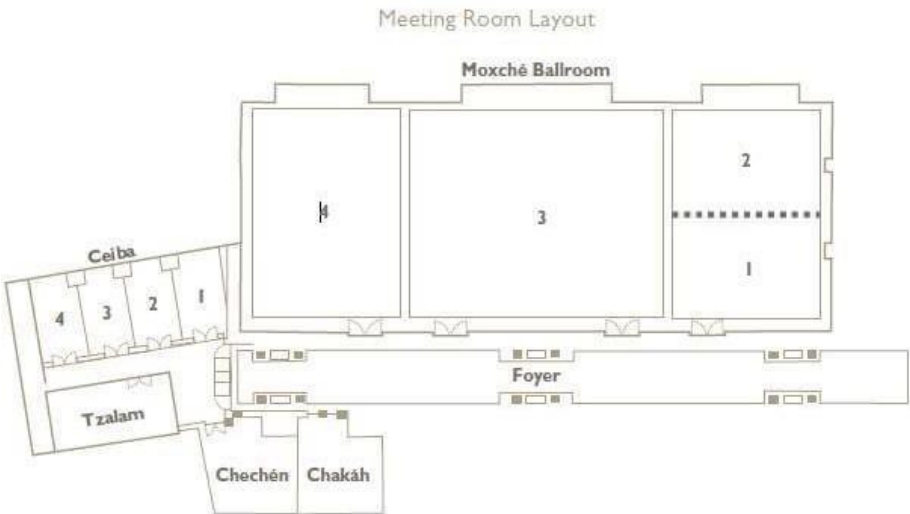 Meeting Room Layout
Moxché Ballroom
2
4
3
Ceiba
1
4
3
2
1
Foyer
Tzalam
Chechén
Chakáh